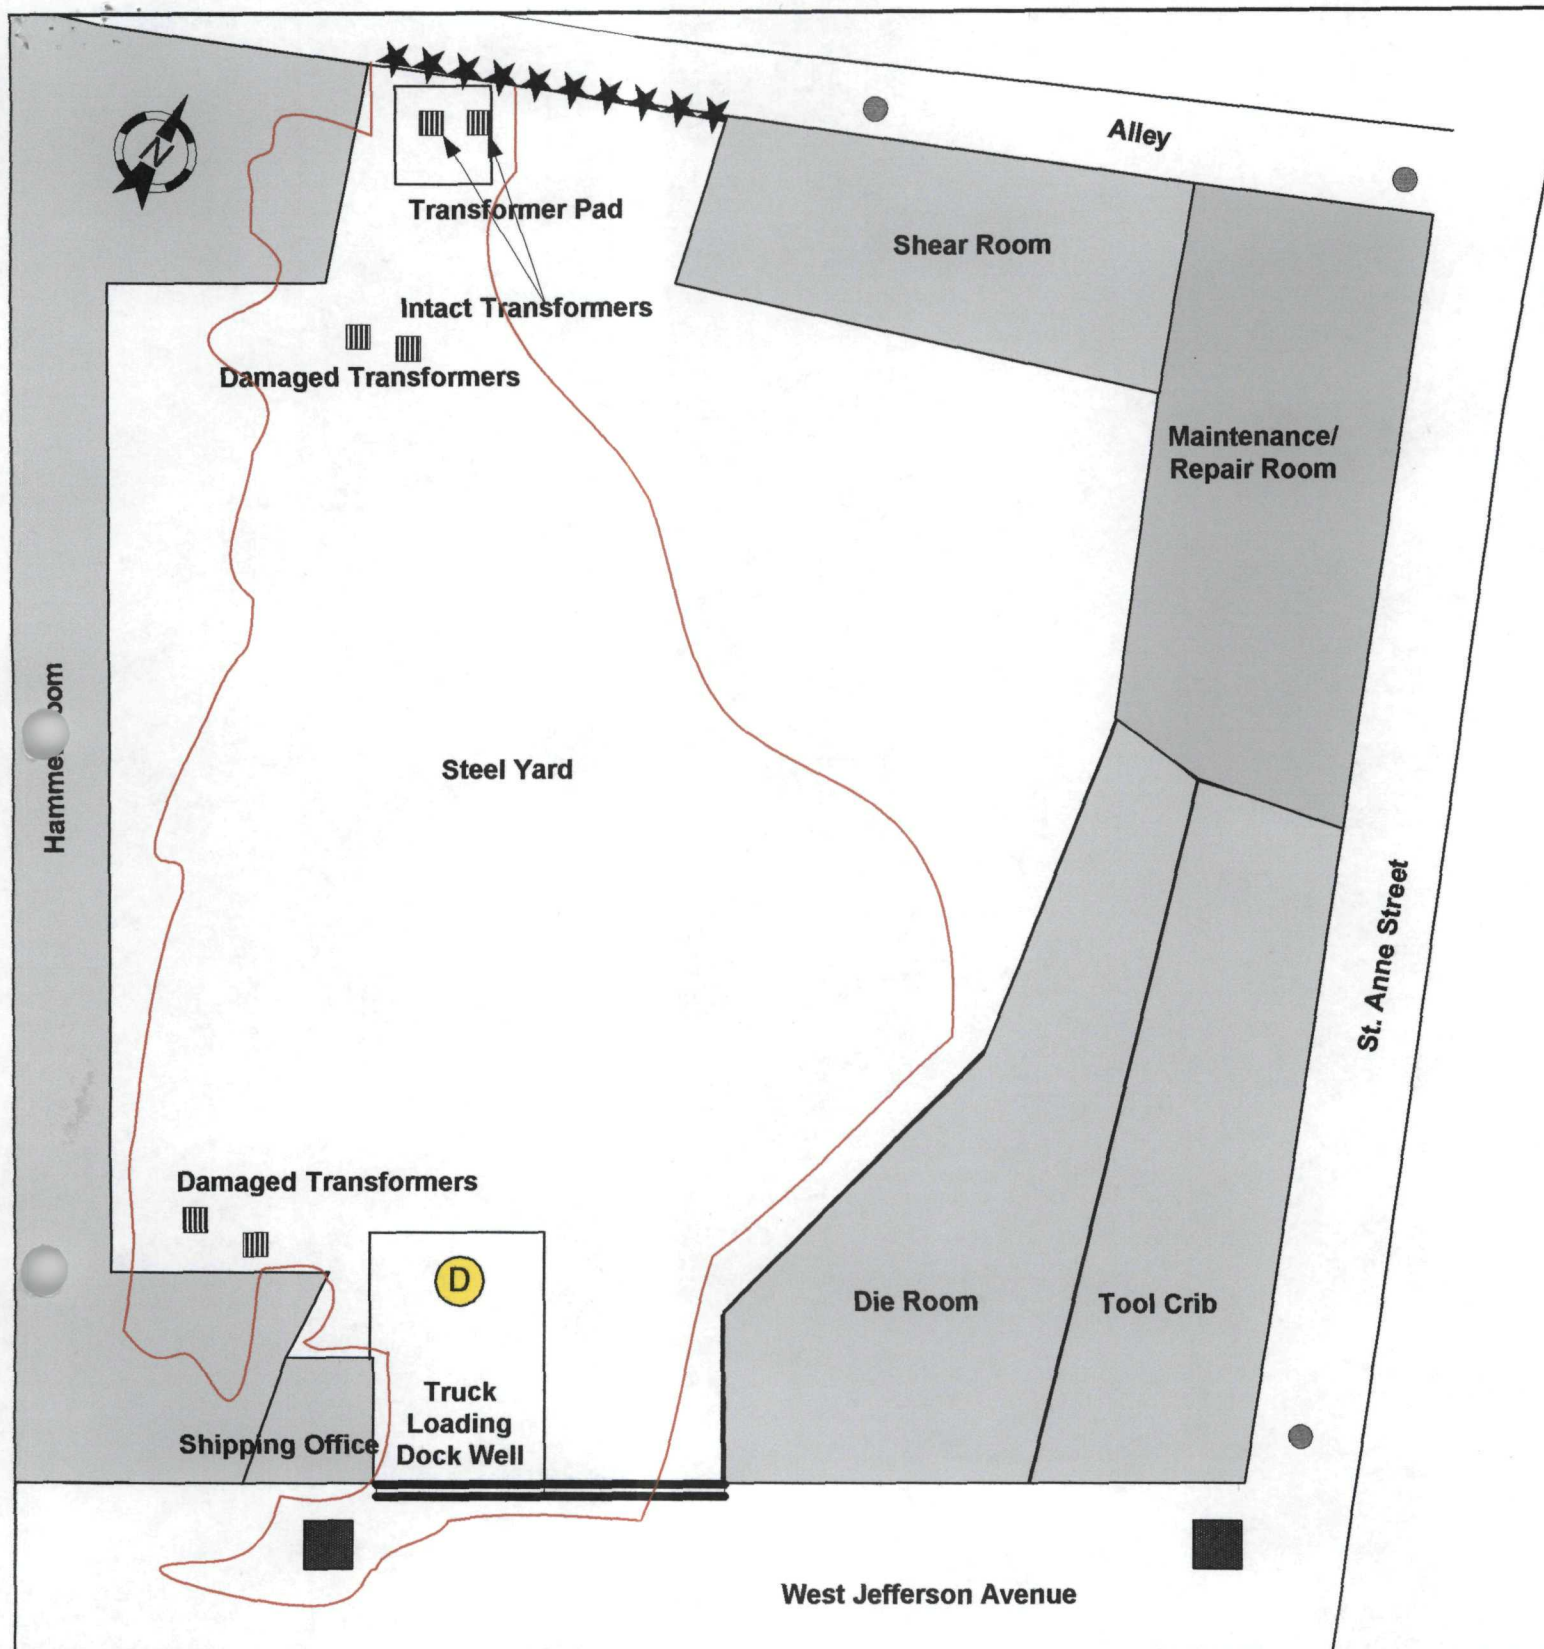 Alley
N
Transformer Pad
Shear Room
Intact Transformers
Damaged Transformers
Maintenance/
Repair Room
Steel Yard
St. Anne Street
Damaged Transformers
D
Die Room
Tool Crib
Truck
Loading
Dock Well
Shipping Office
West Jefferson Avenue